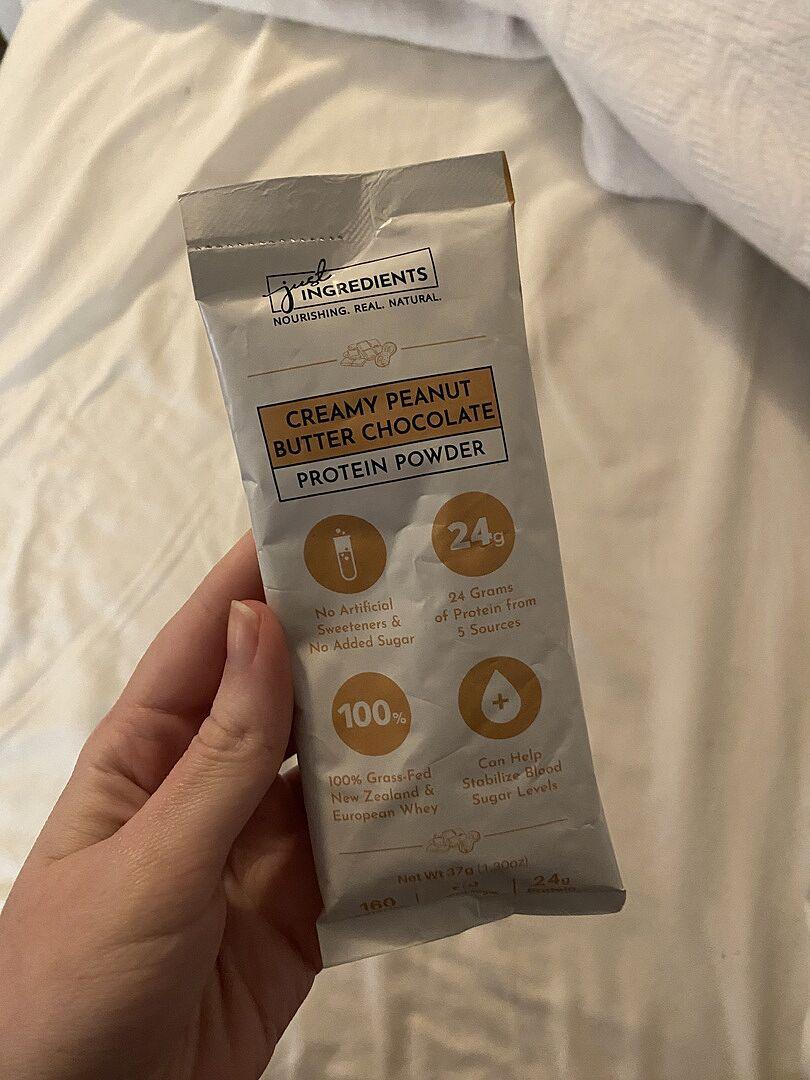 just
INGREDIENTS
NOURISHING. REAL. NATURAL.
CREAMY PEANUT
BUTTER CHOCOLATE
PROTEIN POWDER
No Artificial
Sweeteners &
No Added Sugar
24g
24 Grams
of Protein from
5 Sources
100%
100% Grass-Fed
New Zealand &
European Whey
+
Can Help
Stabilize Blood
Sugar Levels
Net Wt 37g (1.30oz)
160
24g
Protein